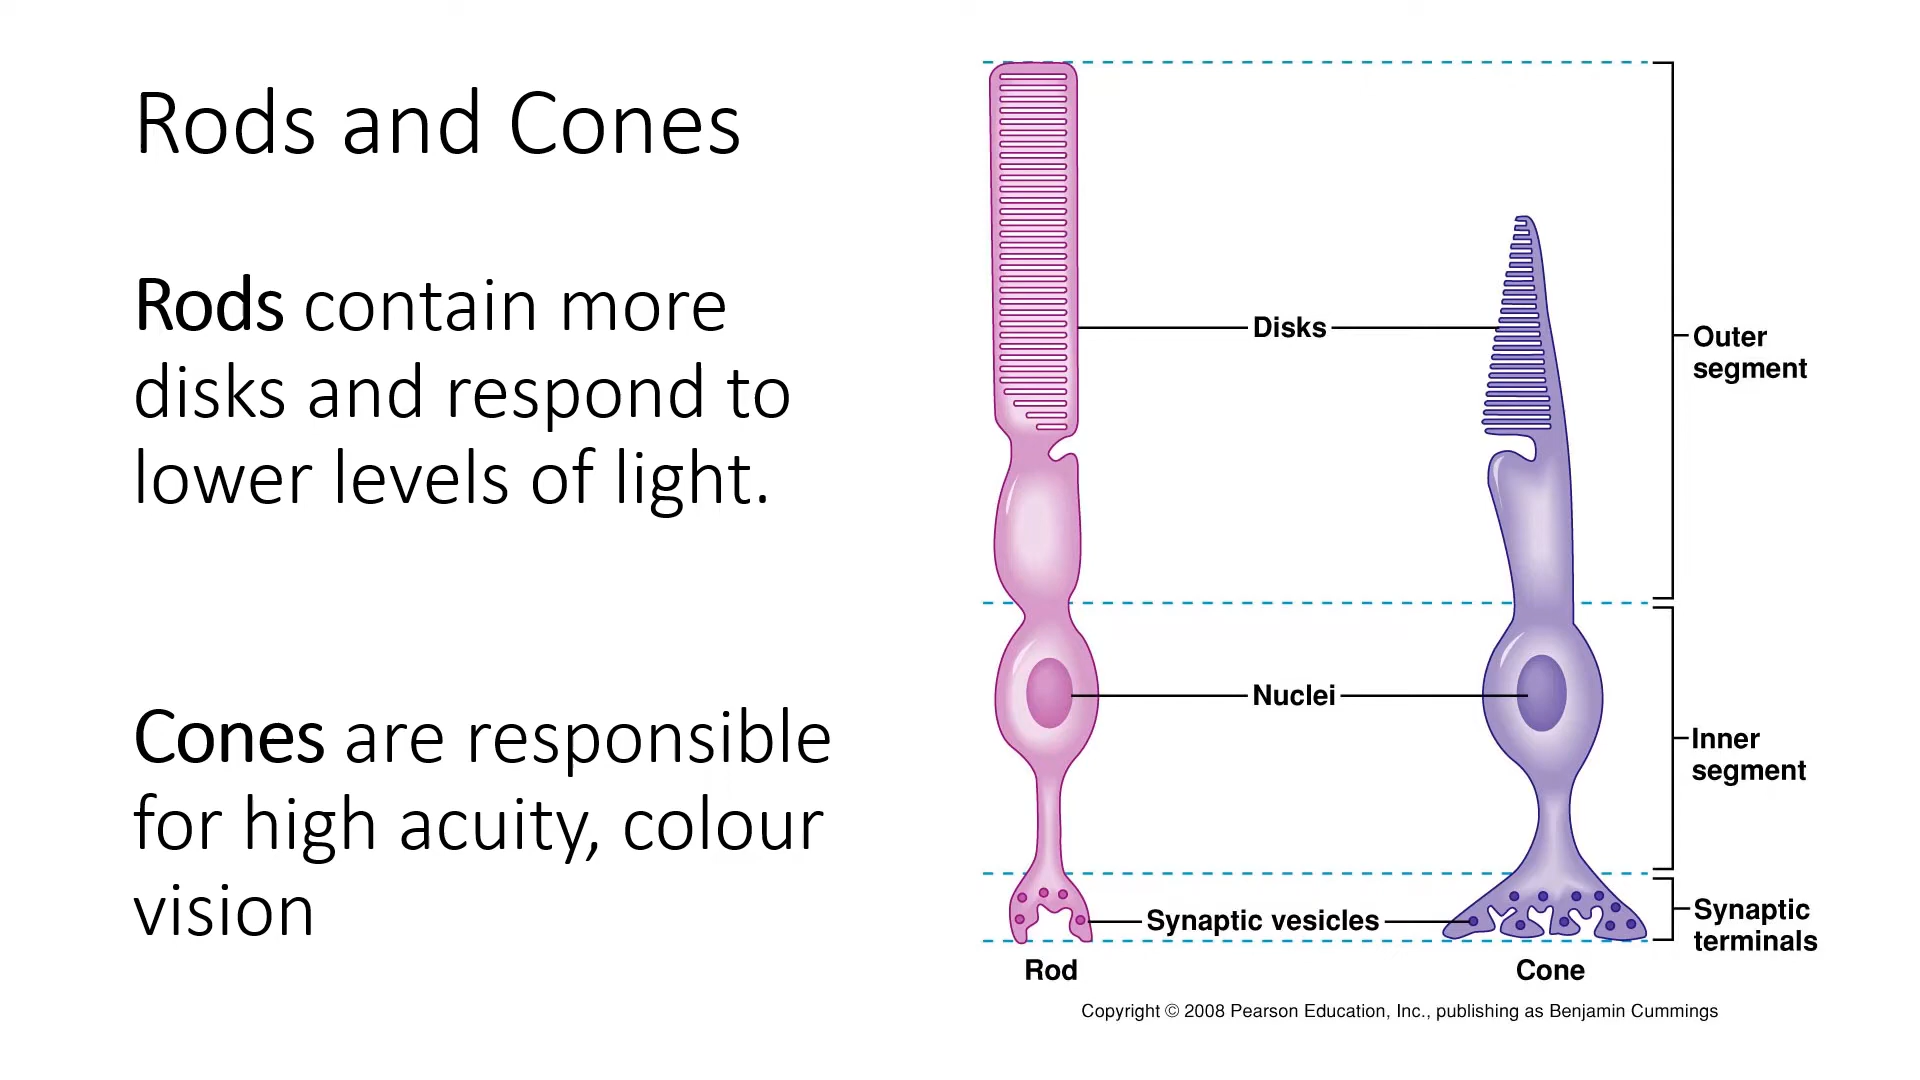 Rods and Cones
Rods contain more
disks and respond to
lower levels of light.
Cones are responsible
for high acuity, colour
vision
Disks
Outer
segment
Nuclei
Inner
segment
Synaptic vesicles
Synaptic
terminals
Rod
Cone
Copyright © 2008 Pearson Education, Inc., publishing as Benjamin Cummings